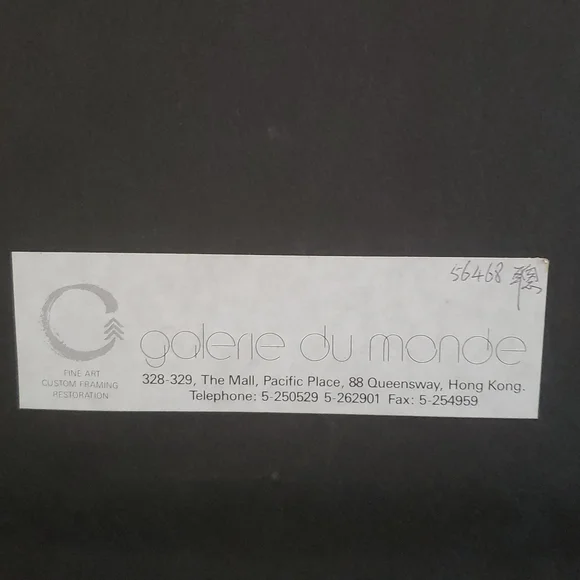 56468
galerie du monde
FINE ART
CUSTOM FRAMING
RESTORATION
328-329, The Mall, Pacific Place, 88 Queensway, Hong Kong.
Telephone: 5-250529 5-262901 Fax: 5-254959